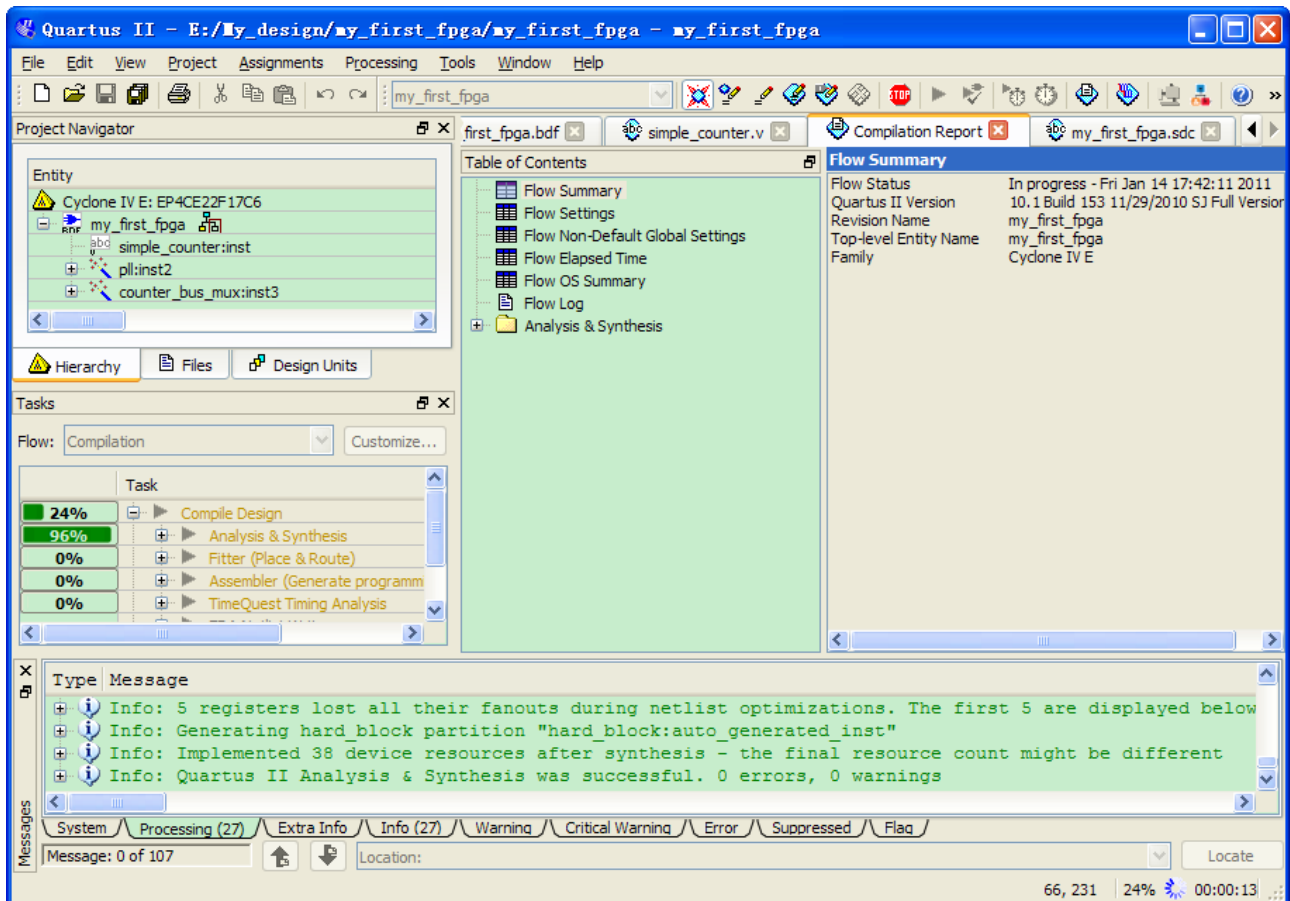 Quartus II - E:/My_design/my_first_fpga/my_first_fpga - my_first_fpga
File Edit View Project Assignments Processing Tools Window Help
my_first_fpga
STOP
Project Navigator
Entity
Cyclone IV E: EP4CE22F17C6
my_first_fpga
simple_counter:inst
pll:inst2
counter_bus_mux:inst3
Hierarchy Files Design Units
Tasks
Flow: Compilation Customize...
Task
24% Compile Design
96% Analysis & Synthesis
0% Fitter (Place & Route)
0% Assembler (Generate programm
0% TimeQuest Timing Analysis
first_fpga.bdf simple_counter.v Compilation Report my_first_fpga.sdc
Table of Contents
Flow Summary
Flow Settings
Flow Non-Default Global Settings
Flow Elapsed Time
Flow OS Summary
Flow Log
Analysis & Synthesis
Flow Summary
Flow Status In progress - Fri Jan 14 17:42:11 2011
Quartus II Version 10.1 Build 153 11/29/2010 SJ Full Version
Revision Name my_first_fpga
Top-level Entity Name my_first_fpga
Family Cyclone IV E
Messages
Type Message
Info: 5 registers lost all their fanouts during netlist optimizations. The first 5 are displayed below
Info: Generating hard_block partition "hard_block:auto_generated_inst"
Info: Implemented 38 device resources after synthesis - the final resource count might be different
Info: Quartus II Analysis & Synthesis was successful. 0 errors, 0 warnings
System Processing (27) Extra Info Info (27) Warning Critical Warning Error Suppressed Flag
Message: 0 of 107 Location: Locate
66, 231 24% 00:00:13